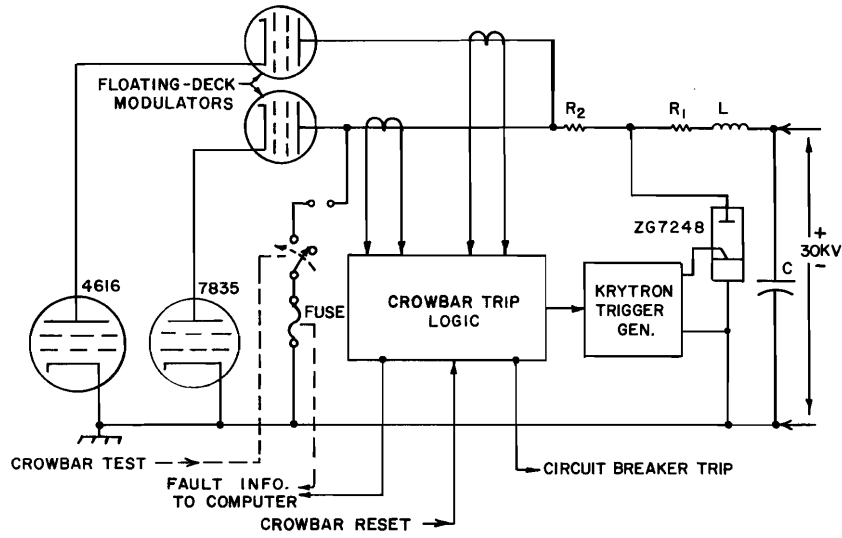 FLOATING-DECK
MODULATORS
R2
R1
L
ZG7248
+
30KV
-
C
4616
7835
FUSE
CROWBAR TRIP
LOGIC
KRYTRON
TRIGGER
GEN.
CROWBAR TEST
FAULT INFO.
TO COMPUTER
CIRCUIT BREAKER TRIP
CROWBAR RESET